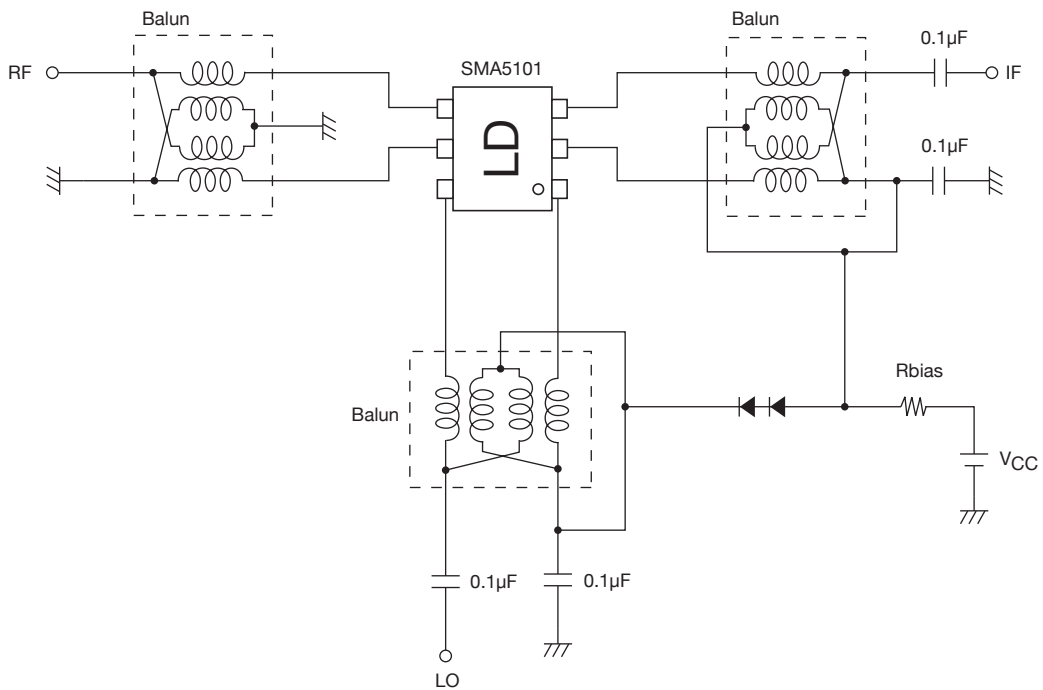 Balun
Balun
0.1µF
RF
SMA5101
IF
LD
0.1µF
Rbias
Balun
VCC
0.1µF
0.1µF
LO